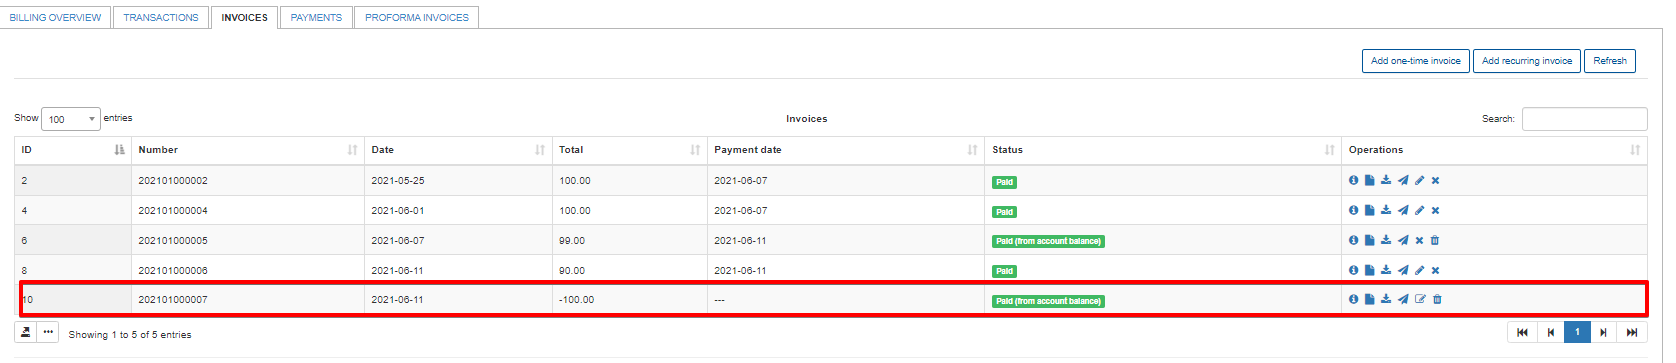 BILLING OVERVIEW TRANSACTIONS INVOICES PAYMENTS PROFORMA INVOICES
Add one-time invoice Add recurring invoice Refresh
Show 100 entries Invoices Search:
ID Number Date Total Payment date Status Operations
2 202101000002 2021-05-25 100.00 2021-06-07 Paid
4 202101000004 2021-06-01 100.00 2021-06-07 Paid
6 202101000005 2021-06-07 99.00 2021-06-11 Paid (from account balance)
8 202101000006 2021-06-11 90.00 2021-06-11 Paid
10 202101000007 2021-06-11 -100.00 --- Paid (from account balance)
Showing 1 to 5 of 5 entries 1